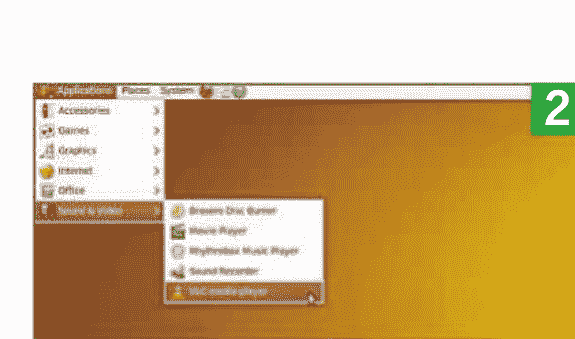 Applications Places System
2
Accessories
Games
Graphics
Internet
Office
Sound & Video
Brasero Disc Burner
Movie Player
Rhythmbox Music Player
Sound Recorder
VLC media player